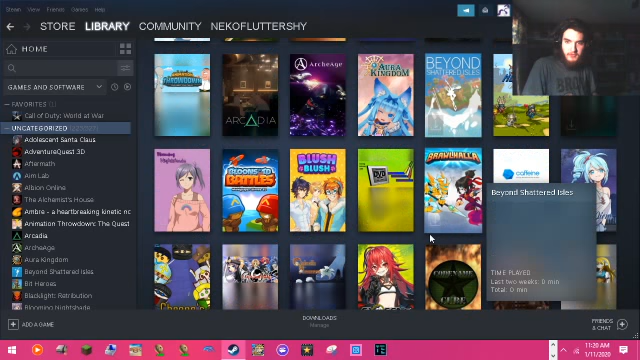 Steam View Friends Games Help
STORE LIBRARY COMMUNITY NEKOFLUTTERSHY
HOME
GAMES AND SOFTWARE
FAVORITES
Call of Duty: World at War
UNCATEGORIZED
Adolescent Santa Claus
AdventureQuest 3D
Aftermath
Aim Lab
Albion Online
The Alchemist's House
Ambre - a heartbreaking kinetic no
Animation Throwdown: The Quest
Arcadia
ArcheAge
Aura Kingdom
Beyond Shattered Isles
Bit Heroes
Blacklight: Retribution
Blooming Nightshade
THROWDOWN
ARCADIA
ARCHEAGE
AURA KINGDOM
BEYOND
SHATTERED ISLES
Blooming Nightshade
BLOONS TD
BATTLES
BLUSH
BLUSH
BRAWLHALLA
caffeine
CODENAME
CURE
Beyond Shattered Isles
TIME PLAYED
Last two weeks: 0 min
Total: 0 min
ADD A GAME
DOWNLOADS
Manage
FRIENDS
& CHAT
11:20 AM
1/11/2020